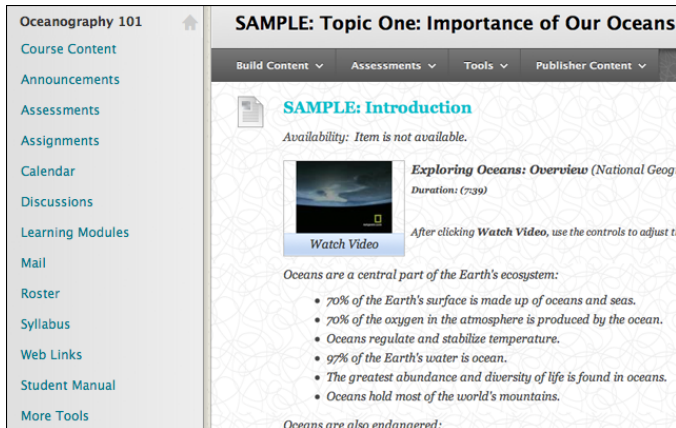 Oceanography 101
Course Content
Announcements
Assessments
Assignments
Calendar
Discussions
Learning Modules
Mail
Roster
Syllabus
Web Links
Student Manual
More Tools
SAMPLE: Topic One: Importance of Our Oceans
Build Content
Assessments
Tools
Publisher Content
SAMPLE: Introduction
Availability: Item is not available.
Exploring Oceans: Overview (National Geog
Duration: (7:39)
Watch Video
After clicking Watch Video, use the controls to adjust
Oceans are a central part of the Earth's ecosystem:
• 70% of the Earth's surface is made up of oceans and seas.
• 70% of the oxygen in the atmosphere is produced by the ocean.
• Oceans regulate and stabilize temperature.
• 97% of the Earth's water is ocean.
• The greatest abundance and diversity of life is found in oceans.
• Oceans hold most of the world's mountains.
Oceans are also endangered: